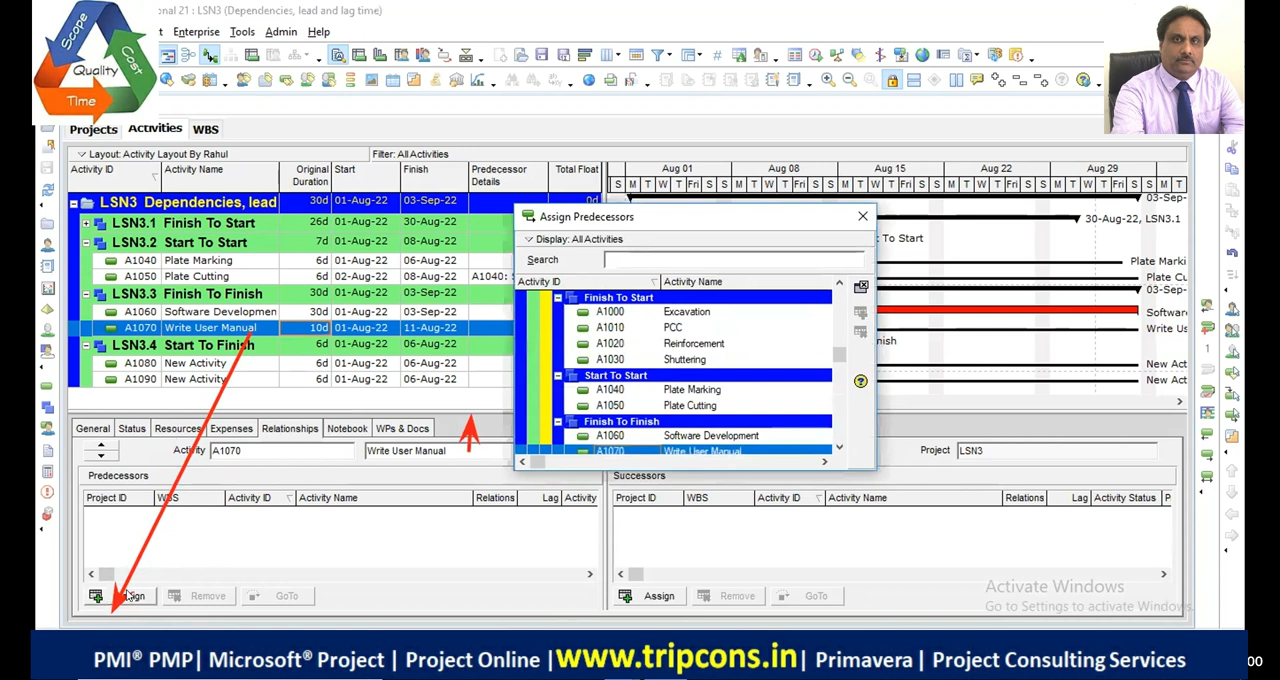 onal 21 : LSN3 (Dependencies, lead and lag time)
Scope
Cost
Quality
Time
t Enterprise Tools Admin Help
Projects Activities WBS
Layout: Activity Layout By Rahul Filter: All Activities
Activity ID Activity Name Original Duration Start Finish Predecessor Details Total Float
Aug 01 Aug 08 Aug 15 Aug 22 Aug 29
S M T W T Fri S S M T W T Fri S S M T W T Fri S S M T W T Fri S S M T W T Fri S S M T
LSN3 Dependencies, lead 30d 01-Aug-22 03-Sep-22 0d 03-Sep-
LSN3.1 Finish To Start 26d 01-Aug-22 30-Aug-22 30-Aug-22, LSN3.1
LSN3.2 Start To Start 7d 01-Aug-22 08-Aug-22 : To Start
A1040 Plate Marking 6d 01-Aug-22 06-Aug-22 Plate Marki
A1050 Plate Cutting 6d 02-Aug-22 08-Aug-22 A1040: S Plate Cu
LSN3.3 Finish To Finish 30d 01-Aug-22 03-Sep-22 03-Sep-
A1060 Software Developmen 30d 01-Aug-22 03-Sep-22 Softwar
A1070 Write User Manual 10d 01-Aug-22 11-Aug-22 Write Us
LSN3.4 Start To Finish 6d 01-Aug-22 06-Aug-22 nish
A1080 New Activity 6d 01-Aug-22 06-Aug-22 New Act
A1090 New Activity 6d 01-Aug-22 06-Aug-22 New Act
Assign Predecessors
Display: All Activities
Search
Activity ID Activity Name
Finish To Start
A1000 Excavation
A1010 PCC
A1020 Reinforcement
A1030 Shuttering
Start To Start
A1040 Plate Marking
A1050 Plate Cutting
Finish To Finish
A1060 Software Development
A1070 Write User Manual
General Status Resources Expenses Relationships Notebook WPs & Docs
Activity A1070 Write User Manual Project LSN3
Predecessors Successors
Project ID WBS Activity ID Activity Name Relations Lag Activity
Project ID WBS Activity ID Activity Name Relations Lag Activity Status P
Remove GoTo Assign Remove GoTo
Activate Windows
Go to Settings to activate Windows.
PMI® PMP| Microsoft® Project | Project Online |www.tripcons.in| Primavera| Project Consulting Services
:00